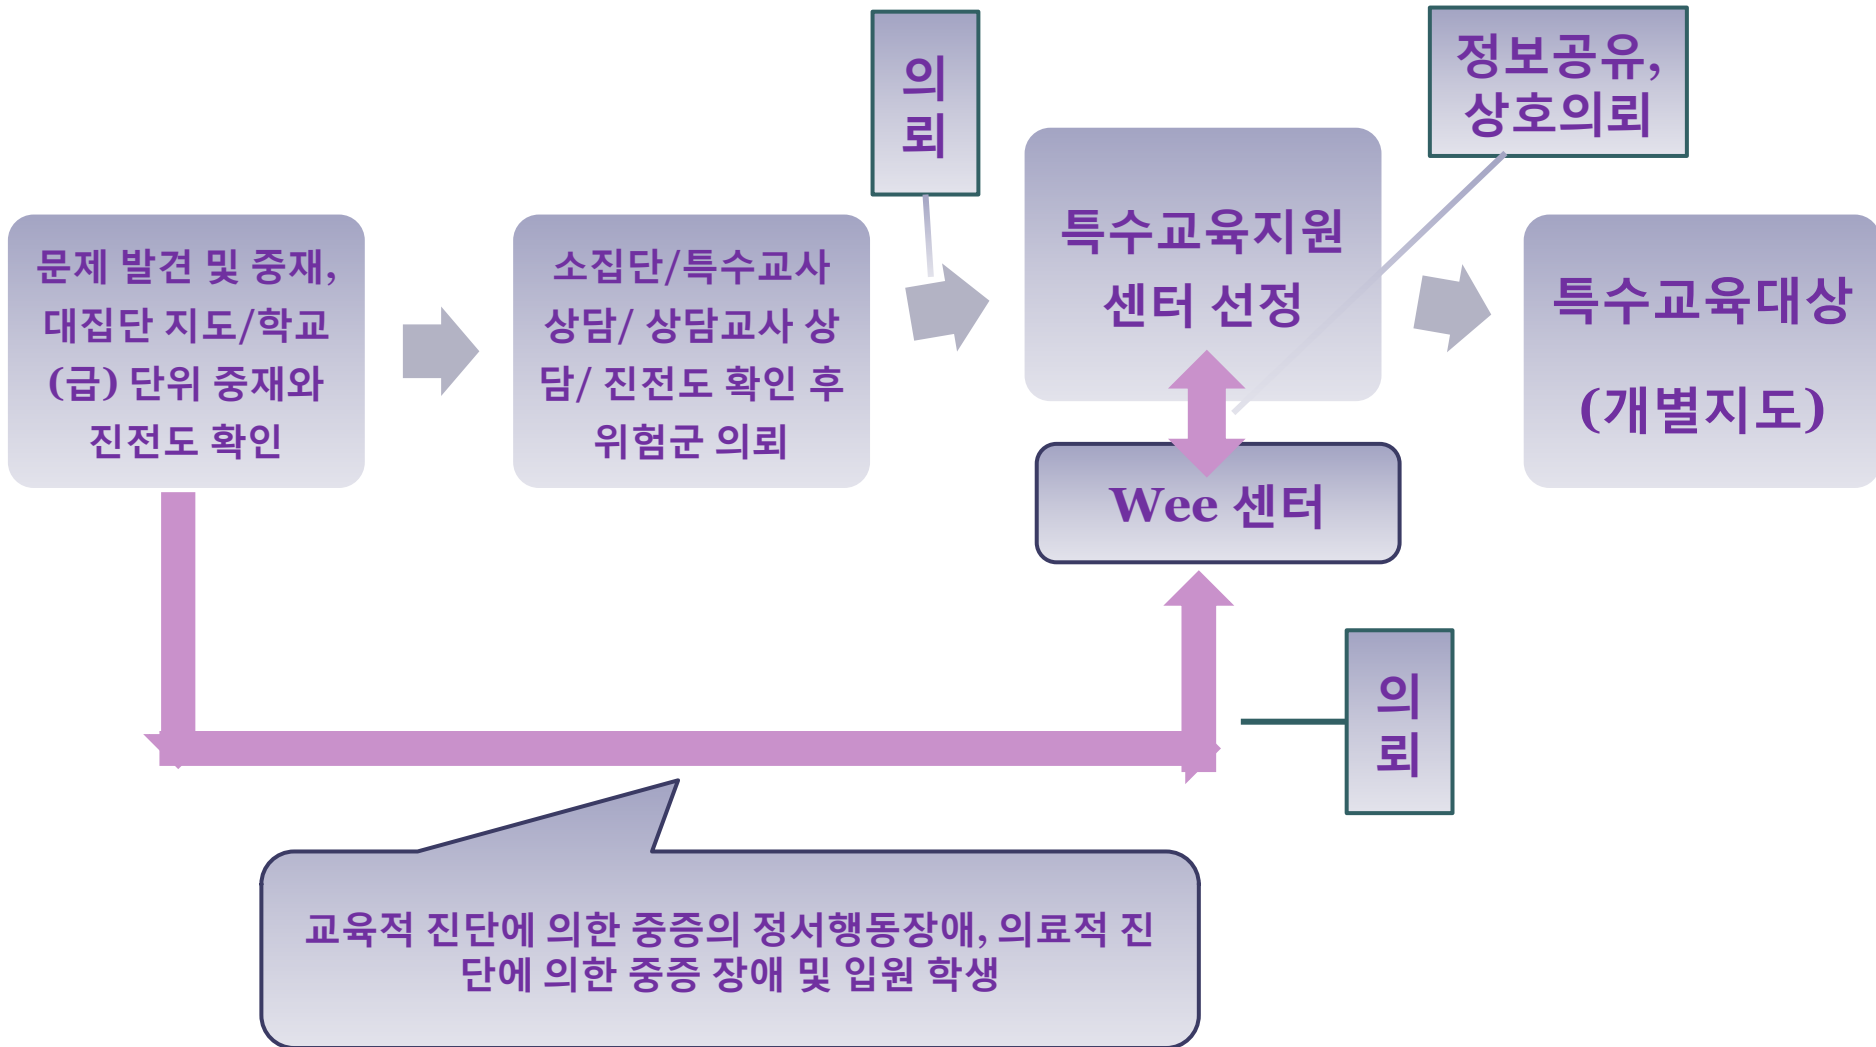 의
뢰
정보공유,
상호의뢰
문제 발견 및 중재,
대집단 지도/학교
(급) 단위 중재와
진전도 확인
소집단/특수교사
상담/ 상담교사 상
담/ 진전도 확인 후
위험군 의뢰
특수교육지원
센터 선정
특수교육대상
(개별지도)
Wee 센터
의
뢰
교육적 진단에 의한 중증의 정서행동장애, 의료적 진
단에 의한 중증 장애 및 입원 학생